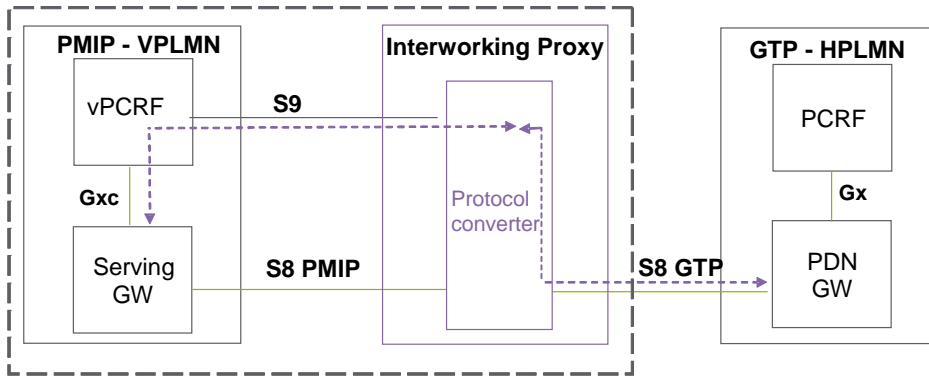 PMIP - VPLMN
vPCRF
Gxc
Serving
GW
S9
S8 PMIP
Interworking Proxy
Protocol
converter
S8 GTP
GTP - HPLMN
PCRF
Gx
PDN
GW